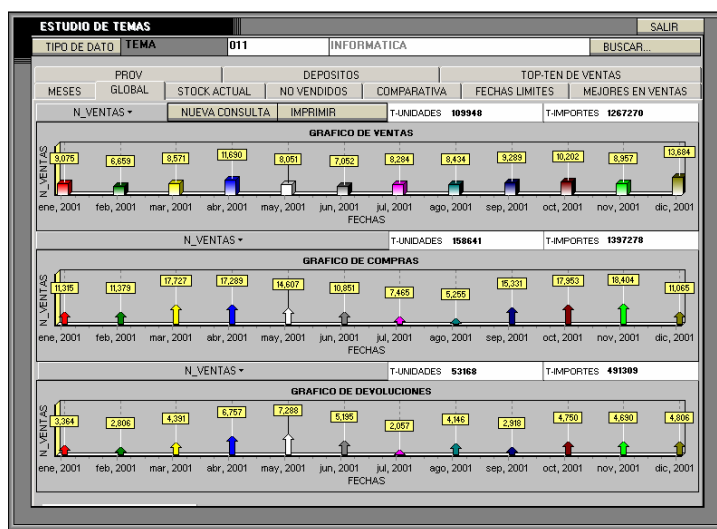 ESTUDIO DE TEMAS SALIR
TIPO DE DATO TEMA 011 INFORMATICA BUSCAR...
PROV DEPOSITOS TOP-TEN DE VENTAS
MESES GLOBAL STOCK ACTUAL NO VENDIDOS COMPARATIVA FECHAS LIMITES MEJORES EN VENTAS
N_VENTAS NUEVA CONSULTA IMPRIMIR T-UNIDADES 109948 T-IMPORTES 1267270
GRAFICO DE VENTAS
N_VENTAS
9,075 6,659 8,571 11,690 8,051 7,052 8,284 8,434 9,289 10,202 8,957 13,684
ene, 2001 feb, 2001 mar, 2001 abr, 2001 may, 2001 jun, 2001 jul, 2001 ago, 2001 sep, 2001 oct, 2001 nov, 2001 dic, 2001
FECHAS
N_VENTAS T-UNIDADES 158641 T-IMPORTES 1397278
GRAFICO DE COMPRAS
N_VENTAS
11,315 11,379 17,727 17,289 14,607 10,851 7,465 5,255 15,331 17,953 18,404 11,065
ene, 2001 feb, 2001 mar, 2001 abr, 2001 may, 2001 jun, 2001 jul, 2001 ago, 2001 sep, 2001 oct, 2001 nov, 2001 dic, 2001
FECHAS
N_VENTAS T-UNIDADES 53168 T-IMPORTES 491309
GRAFICO DE DEVOLUCIONES
N_VENTAS
3,364 2,806 4,391 6,757 7,288 5,195 2,057 4,146 2,918 4,750 4,690 4,806
ene, 2001 feb, 2001 mar, 2001 abr, 2001 may, 2001 jun, 2001 jul, 2001 ago, 2001 sep, 2001 oct, 2001 nov, 2001 dic, 2001
FECHAS